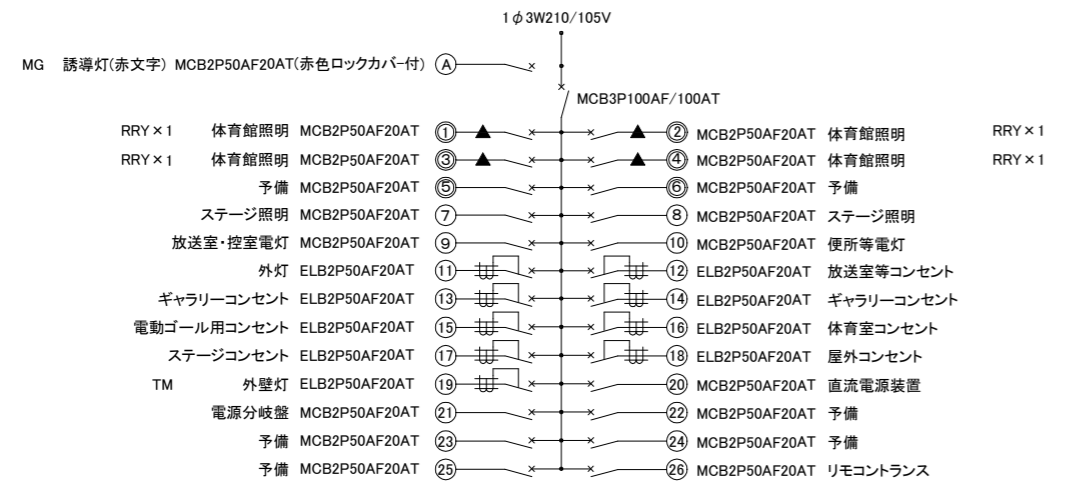 1φ3W210/105V
MG 誘導灯(赤文字) MCB2P50AF20AT(赤色ロックカバー付) A
MCB3P100AF/100AT
RRY×1 体育館照明 MCB2P50AF20AT ① ② MCB2P50AF20AT 体育館照明 RRY×1
RRY×1 体育館照明 MCB2P50AF20AT ③ ④ MCB2P50AF20AT 体育館照明 RRY×1
予備 MCB2P50AF20AT ⑤ ⑥ MCB2P50AF20AT 予備
ステージ照明 MCB2P50AF20AT ⑦ ⑧ MCB2P50AF20AT ステージ照明
放送室・控室電灯 MCB2P50AF20AT ⑨ ⑩ MCB2P50AF20AT 便所等電灯
外灯 ELB2P50AF20AT ⑪ ⑫ ELB2P50AF20AT 放送室等コンセント
ギャラリーコンセント ELB2P50AF20AT ⑬ ⑭ ELB2P50AF20AT ギャラリーコンセント
電動ゴール用コンセント ELB2P50AF20AT ⑮ ⑯ ELB2P50AF20AT 体育室コンセント
ステージコンセント ELB2P50AF20AT ⑰ ⑱ ELB2P50AF20AT 屋外コンセント
TM 外壁灯 ELB2P50AF20AT ⑲ ⑳ MCB2P50AF20AT 直流電源装置
電源分岐盤 MCB2P50AF20AT ㉑ ㉒ MCB2P50AF20AT 予備
予備 MCB2P50AF20AT ㉓ ㉔ MCB2P50AF20AT 予備
予備 MCB2P50AF20AT ㉕ ㉖ MCB2P50AF20AT リモコントランス